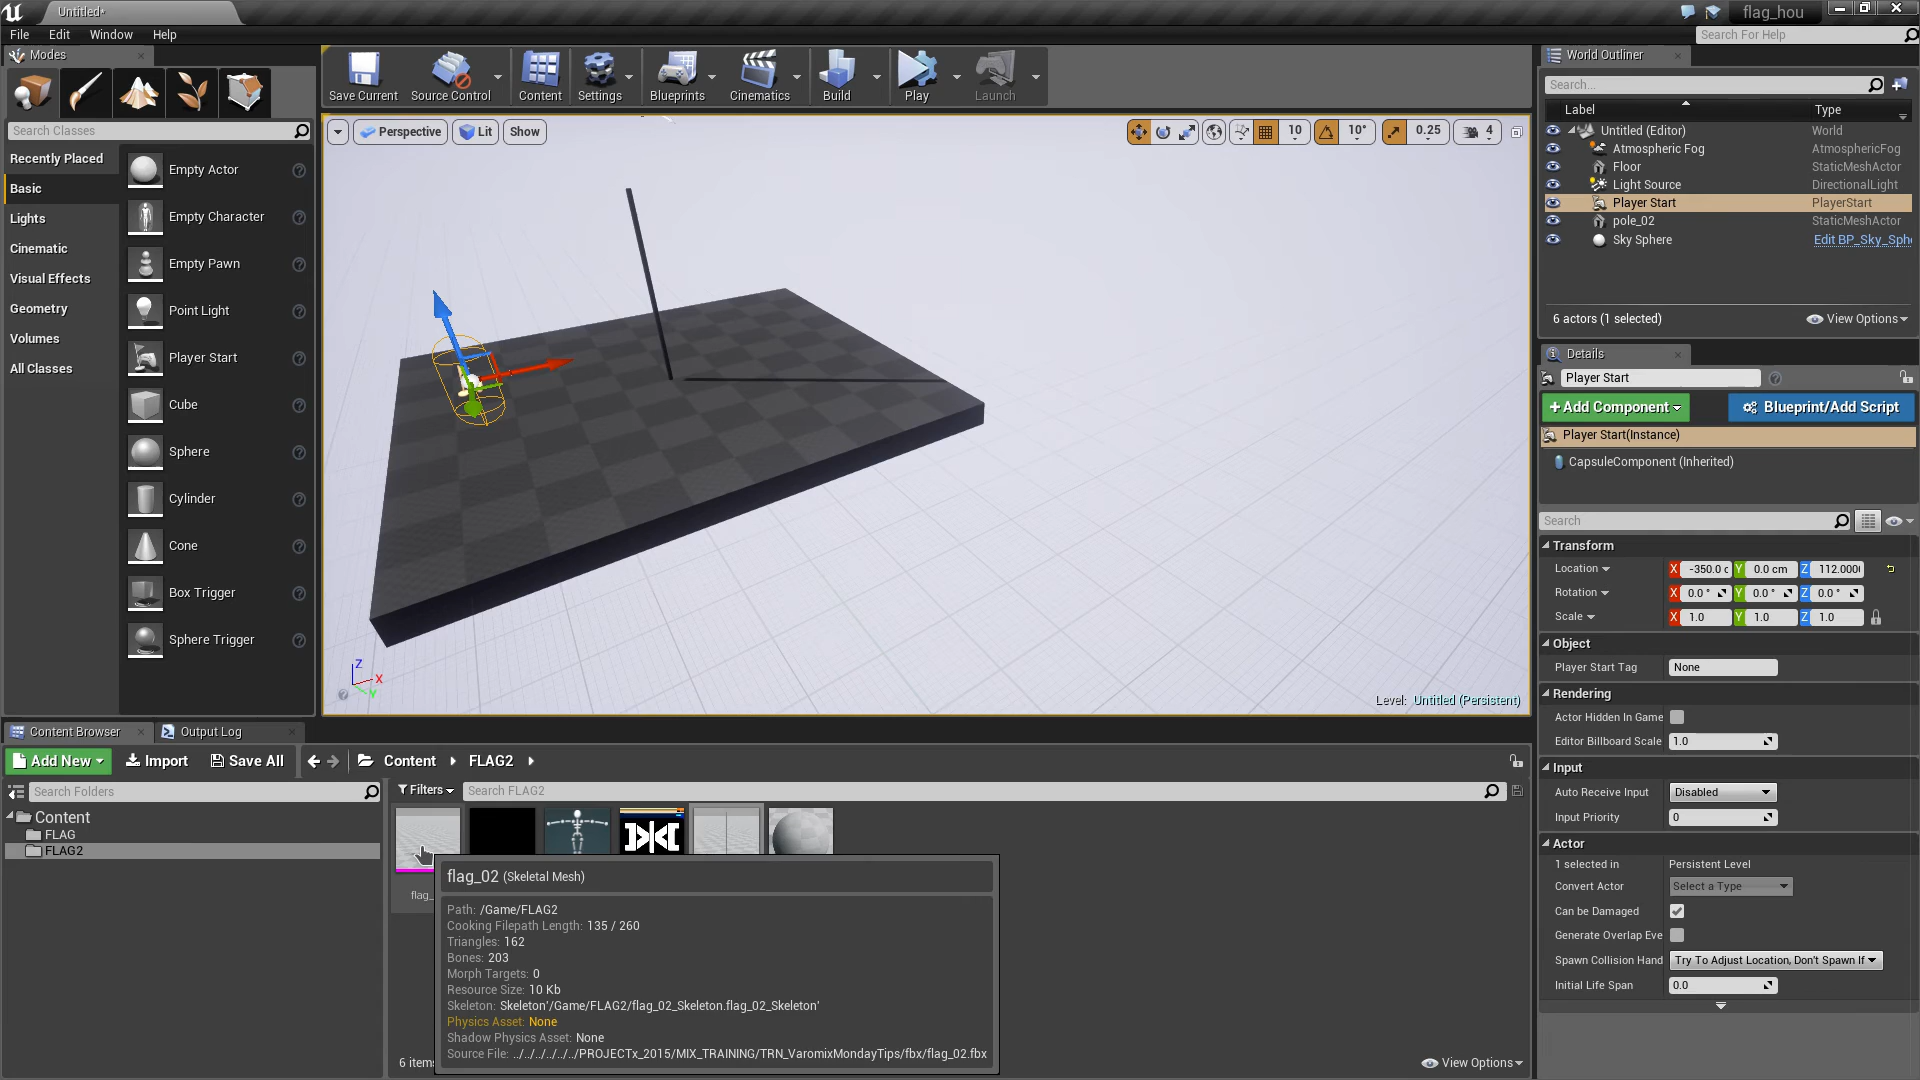 Untitled*
flag_hou
File Edit Window Help
Search For Help
Modes
Search Classes
Recently Placed
Basic
Lights
Cinematic
Visual Effects
Geometry
Volumes
All Classes
Empty Actor
Empty Character
Empty Pawn
Point Light
Player Start
Cube
Sphere
Cylinder
Cone
Box Trigger
Sphere Trigger
Save Current
Source Control
Content
Settings
Blueprints
Cinematics
Build
Play
Launch
Perspective
Lit
Show
10
10°
0.25
4
Z
X
Y
Level: Untitled (Persistent)
World Outliner
Search...
Label Type
Untitled (Editor) World
Atmospheric Fog AtmosphericFog
Floor StaticMeshActor
Light Source DirectionalLight
Player Start PlayerStart
pole_02 StaticMeshActor
Sky Sphere Edit BP_Sky_Sph
6 actors (1 selected)
View Options
Details
Player Start
+Add Component
Blueprint/Add Script
Player Start(Instance)
CapsuleComponent (Inherited)
Search
Transform
Location X -350.0 c Y 0.0 cm Z 112.000
Rotation X 0.0 ° Y 0.0 ° Z 0.0 °
Scale X 1.0 Y 1.0 Z 1.0
Object
Player Start Tag None
Rendering
Actor Hidden In Game
Editor Billboard Scale 1.0
Input
Auto Receive Input Disabled
Input Priority 0
Actor
1 selected in Persistent Level
Convert Actor Select a Type
Can be Damaged
Generate Overlap Eve
Spawn Collision Hand Try To Adjust Location, Don't Spawn If
Initial Life Span 0.0
Content Browser
Output Log
Add New
Import
Save All
Content
FLAG2
Search Folders
Filters
Search FLAG2
Content
FLAG
FLAG2
flag_
flag_02 (Skeletal Mesh)
Path: /Game/FLAG2
Cooking Filepath Length: 135 / 260
Triangles: 162
Bones: 203
Morph Targets: 0
Resource Size: 10 Kb
Skeleton: Skeleton'/Game/FLAG2/flag_02_Skeleton.flag_02_Skeleton'
Physics Asset: None
Shadow Physics Asset: None
Source File: ../../../../../../PROJECTx_2015/MIX_TRAINING/TRN_VaromixMondayTips/fbx/flag_02.fbx
6 items
View Options